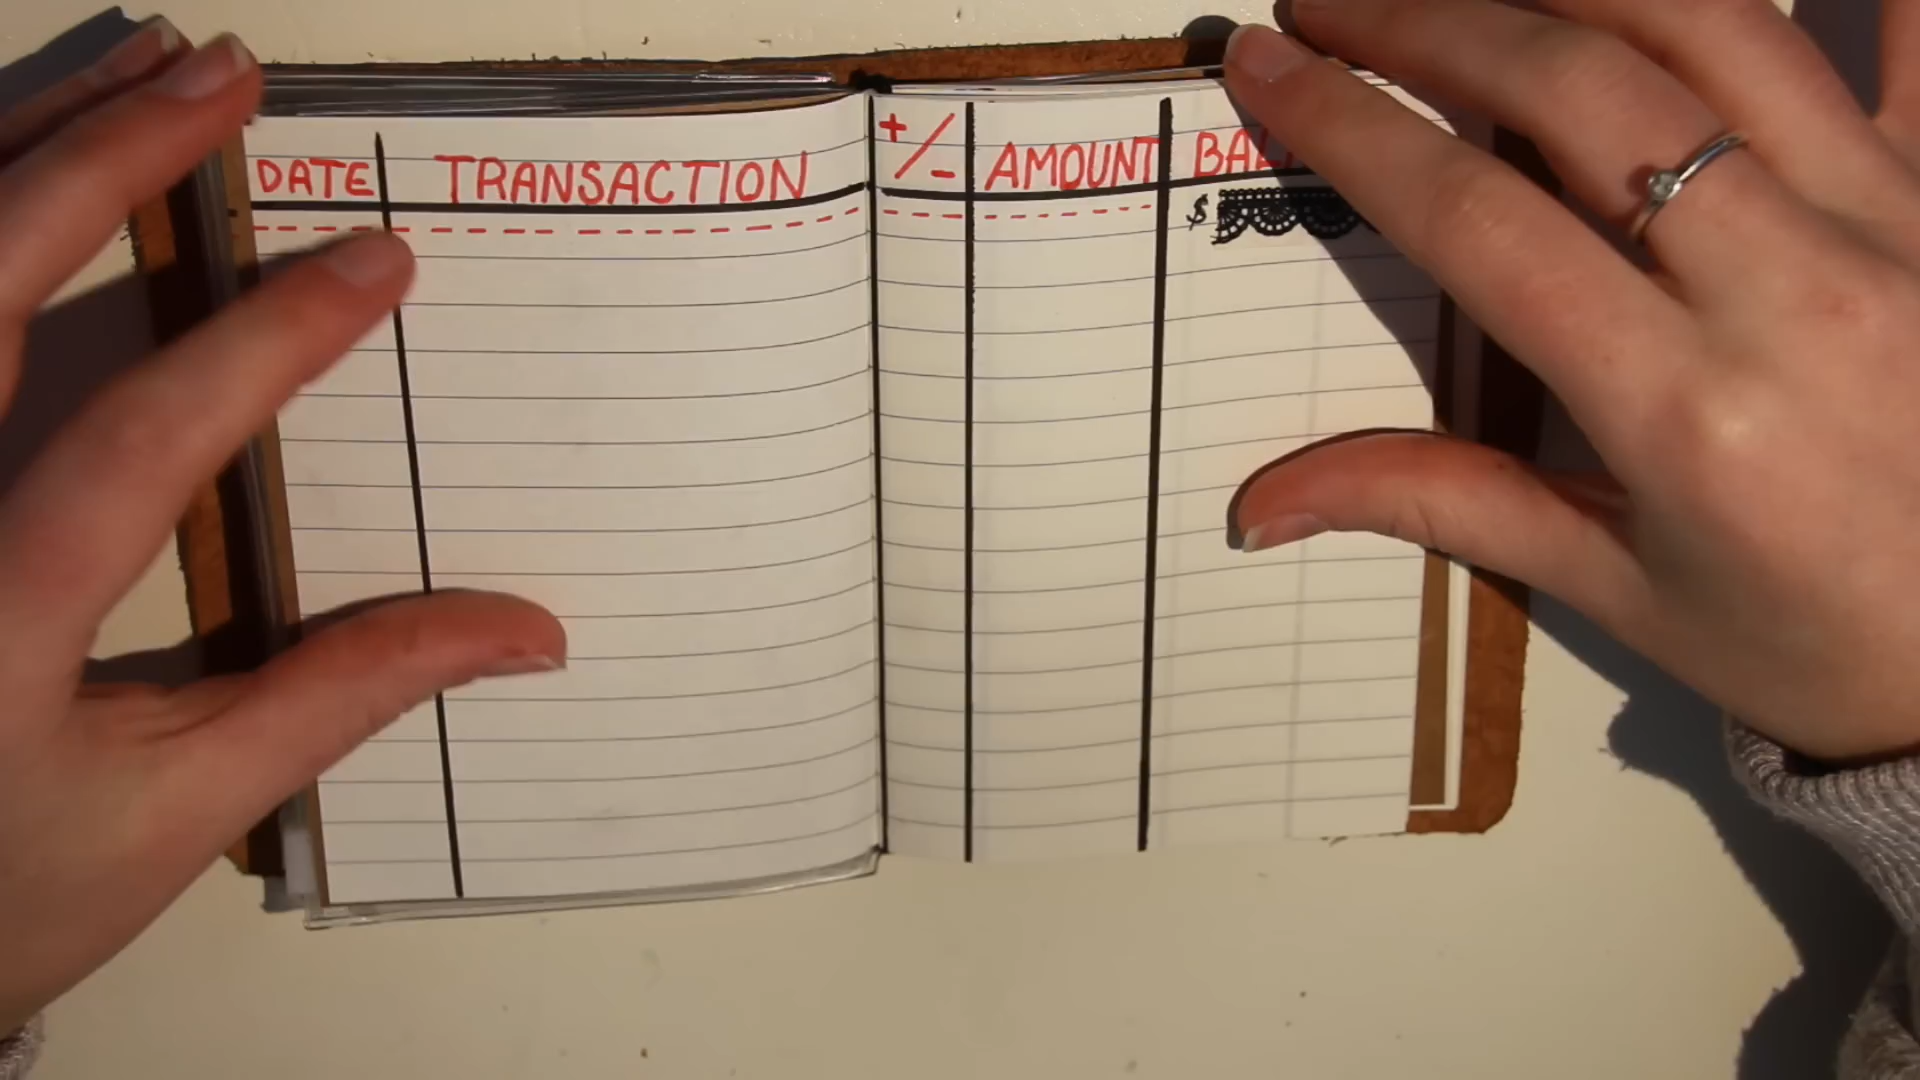 DATE TRANSACTION +/- AMOUNT
$